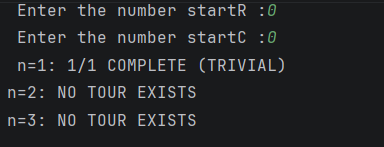 Enter the number startR :0
Enter the number startC :0
n=1: 1/1 COMPLETE (TRIVIAL)
n=2: NO TOUR EXISTS
n=3: NO TOUR EXISTS